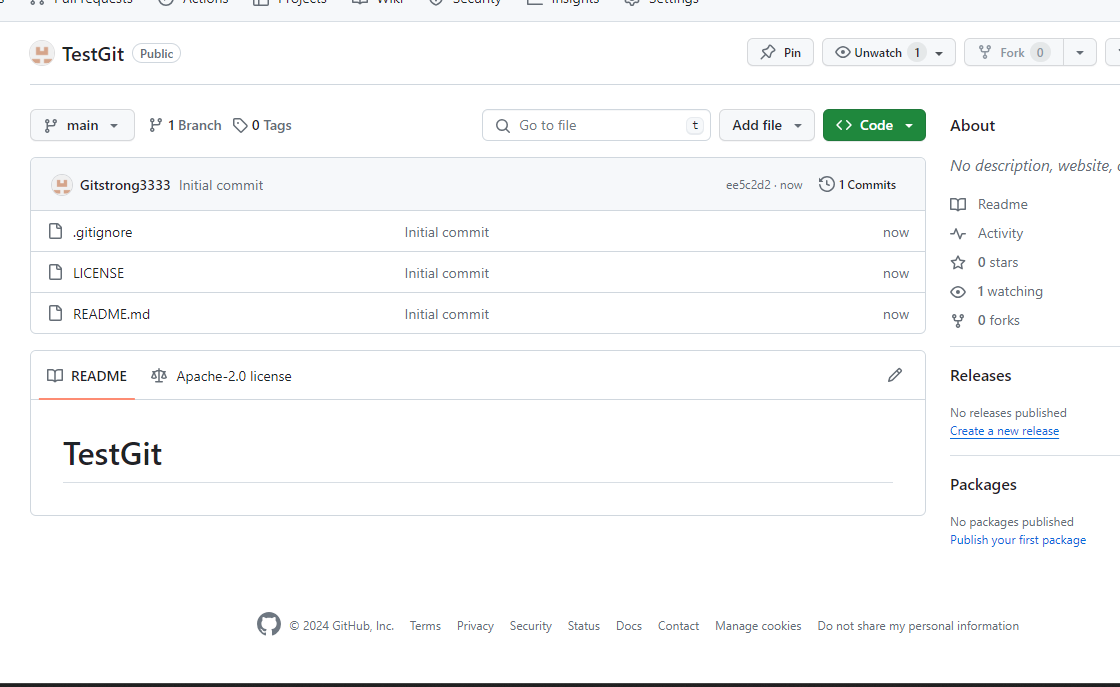 Pull requests Actions Projects Wiki Security Insights Settings
TestGit Public
Pin Unwatch 1 Fork 0
main 1 Branch 0 Tags Go to file t Add file Code
Gitstrong3333 Initial commit ee5c2d2 · now 1 Commits
.gitignore Initial commit now
LICENSE Initial commit now
README.md Initial commit now
README Apache-2.0 license
TestGit
About
No description, website,
Readme
Activity
0 stars
1 watching
0 forks
Releases
No releases published
Create a new release
Packages
No packages published
Publish your first package
© 2024 GitHub, Inc. Terms Privacy Security Status Docs Contact Manage cookies Do not share my personal information